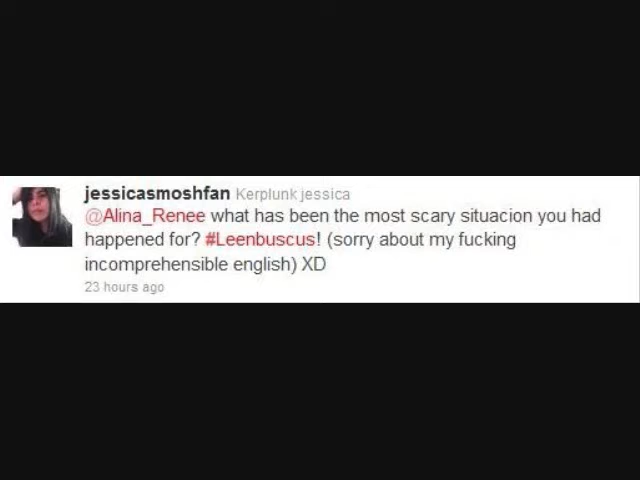 jessicasmoshfan Kerplunk jessica
@Alina_Renee what has been the most scary situacion you had
happened for? #Leenbuscus! (sorry about my fucking
incomprehensible english) XD
23 hours ago